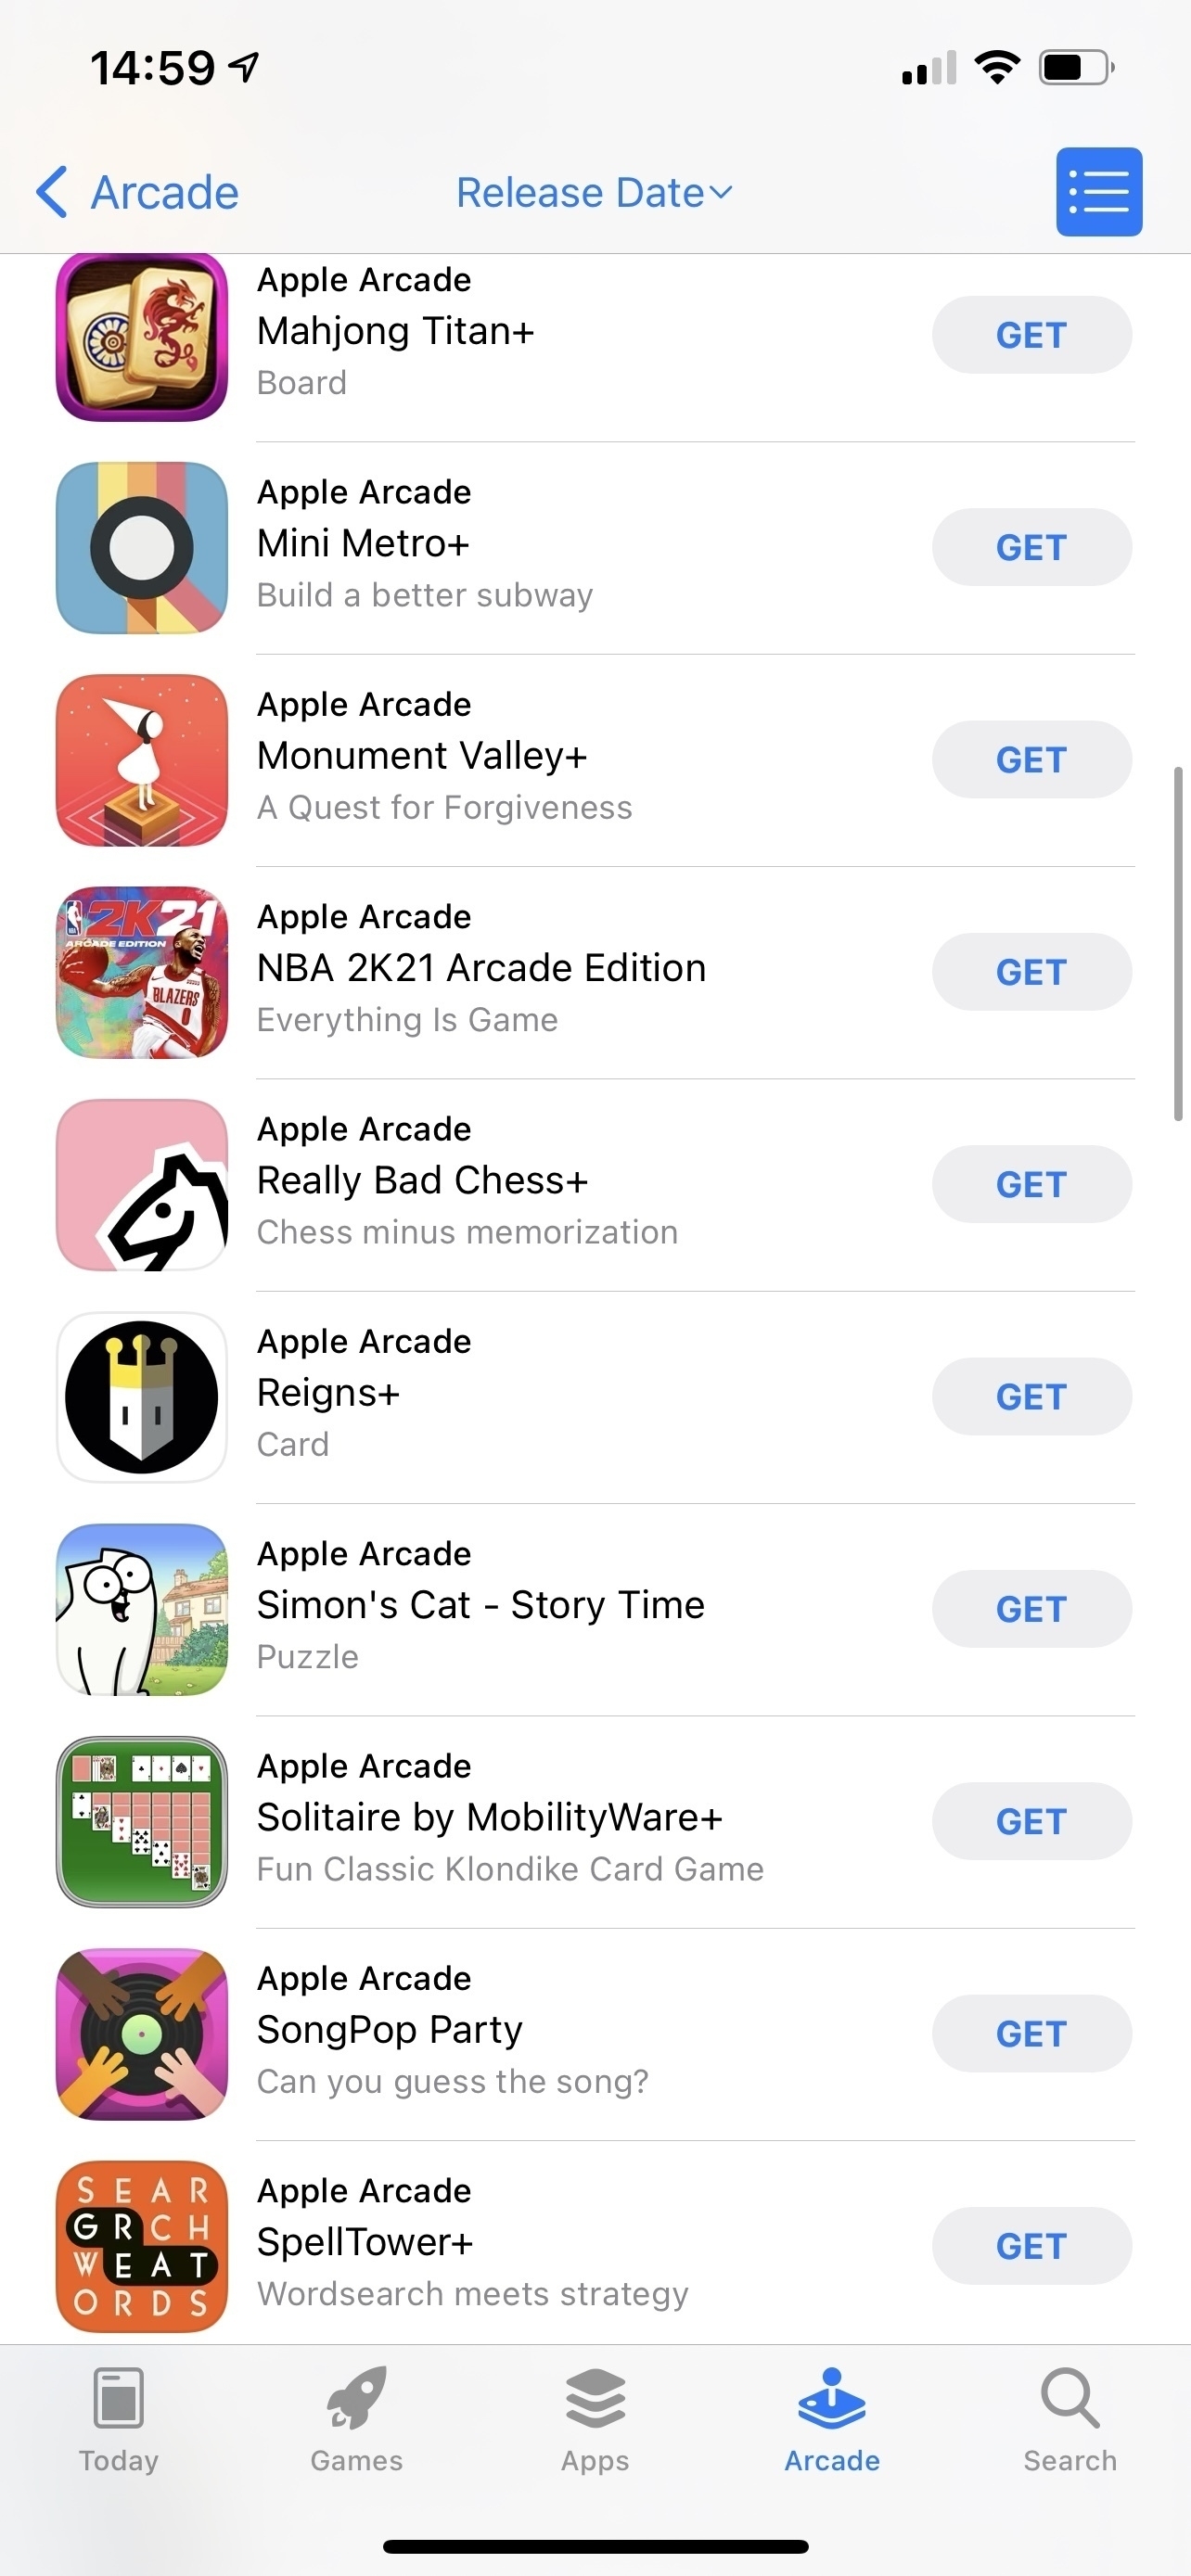 14:59
Arcade
Release Date
Apple Arcade
Mahjong Titan+
Board
GET
Apple Arcade
Mini Metro+
Build a better subway
GET
Apple Arcade
Monument Valley+
A Quest for Forgiveness
GET
2K21
ARCADE EDITION
BLAZERS
0
Apple Arcade
NBA 2K21 Arcade Edition
Everything Is Game
GET
Apple Arcade
Really Bad Chess+
Chess minus memorization
GET
Apple Arcade
Reigns+
Card
GET
Apple Arcade
Simon's Cat - Story Time
Puzzle
GET
Apple Arcade
Solitaire by MobilityWare+
Fun Classic Klondike Card Game
GET
Apple Arcade
SongPop Party
Can you guess the song?
GET
SEAR
GRCH
WEAT
ORDS
Apple Arcade
SpellTower+
Wordsearch meets strategy
GET
Today
Games
Apps
Arcade
Search